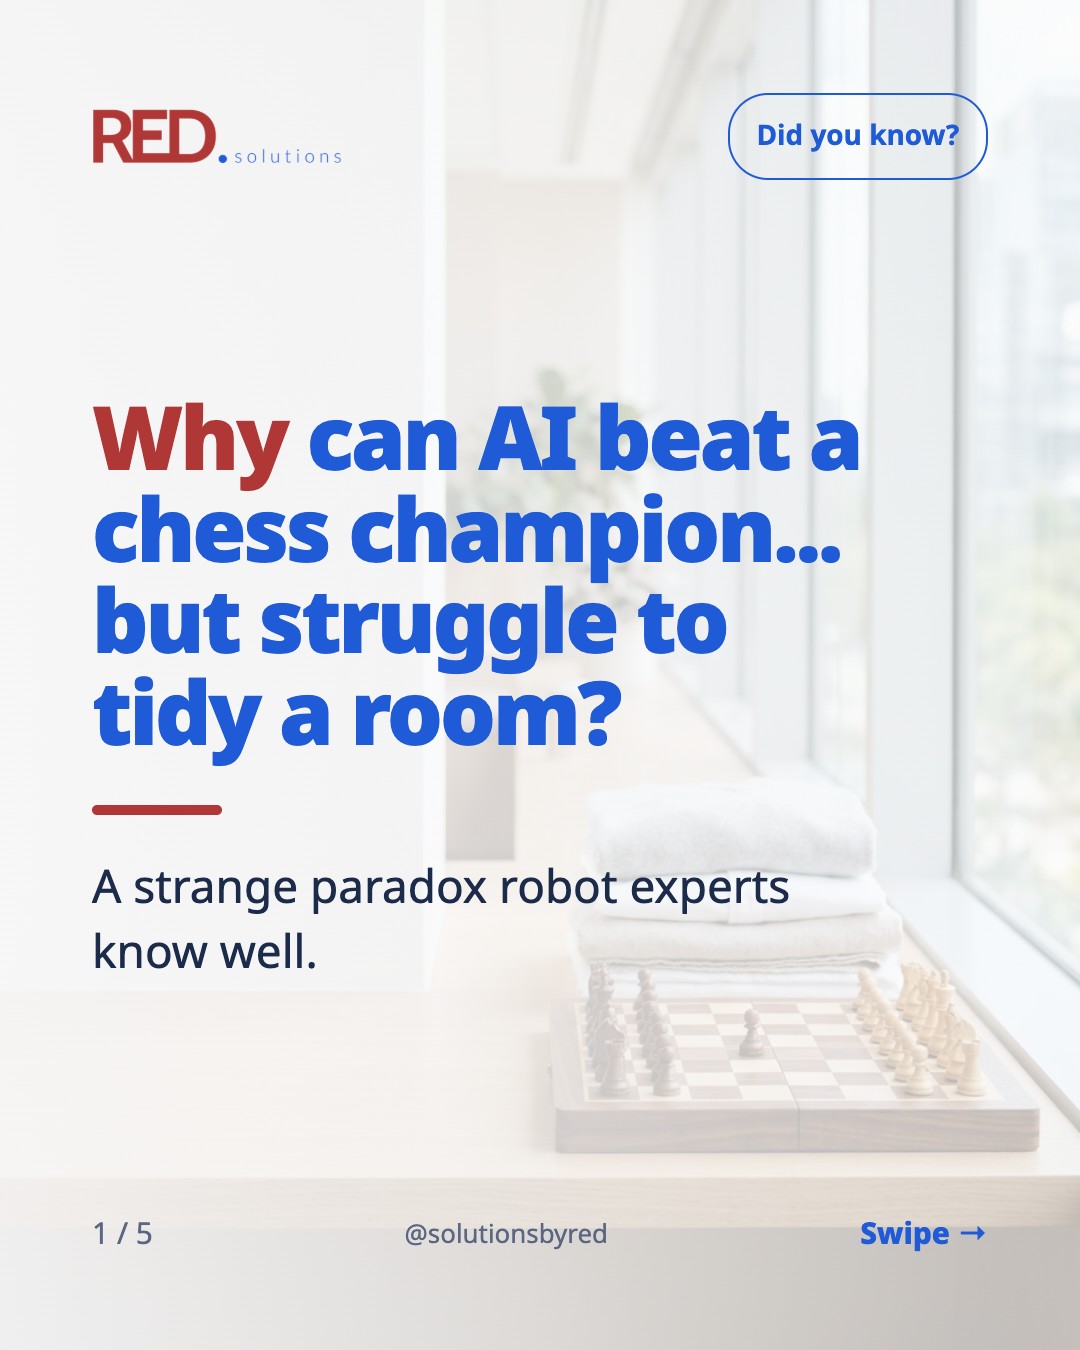 RED.solutions
Did you know?
Why can AI beat a
chess champion...
but struggle to
tidy a room?
A strange paradox robot experts
know well.
1 / 5
@solutionsbyred
Swipe →